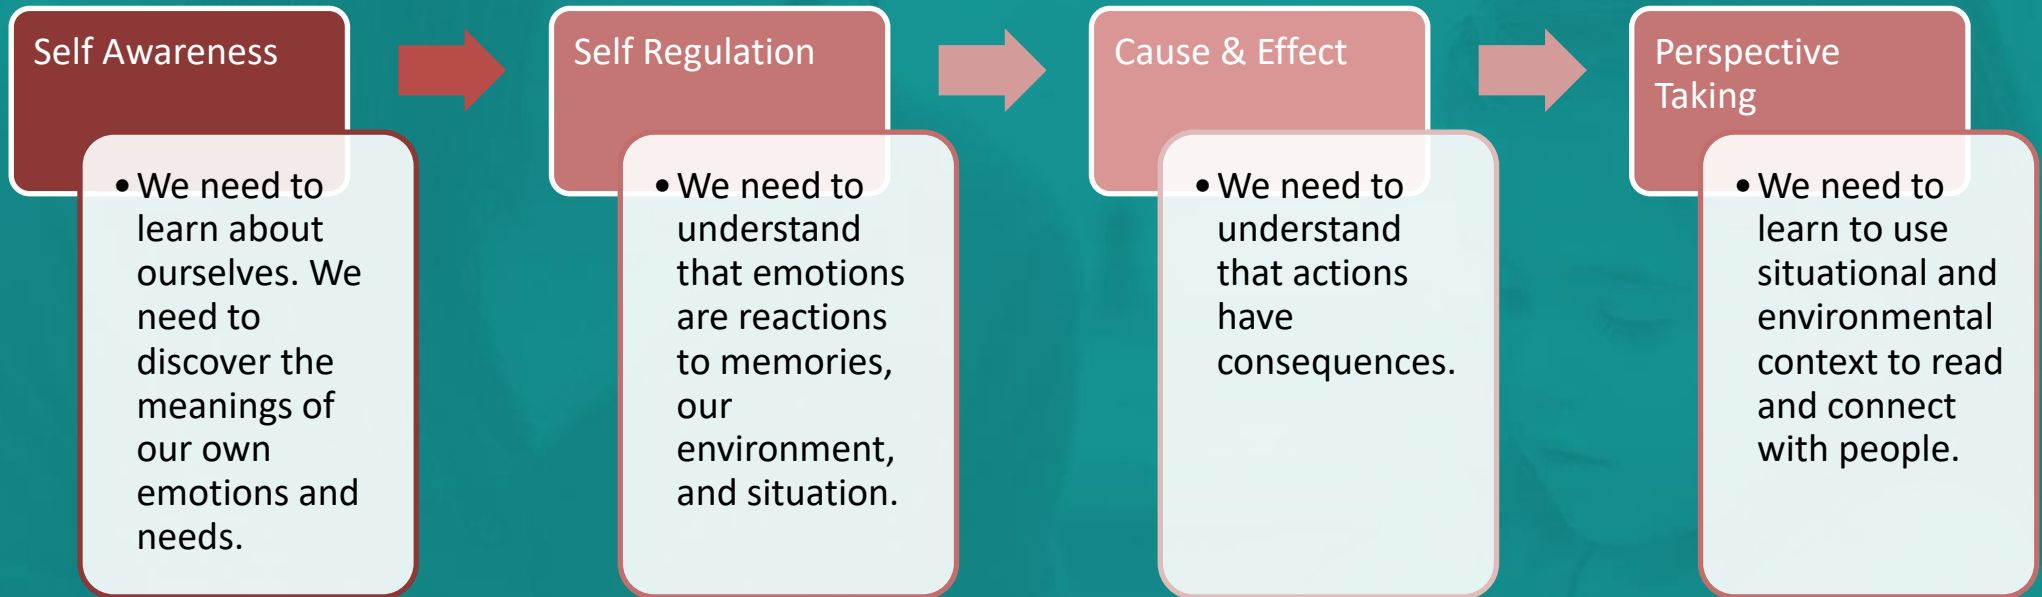 Self Awareness
• We need to
learn about
ourselves. We
need to
discover the
meanings of
our own
emotions and
needs.
Self Regulation
• We need to
understand
that emotions
are reactions
to memories,
our
environment,
and situation.
Cause & Effect
• We need to
understand
that actions
have
consequences.
Perspective
Taking
• We need to
learn to use
situational and
environmental
context to read
and connect
with people.